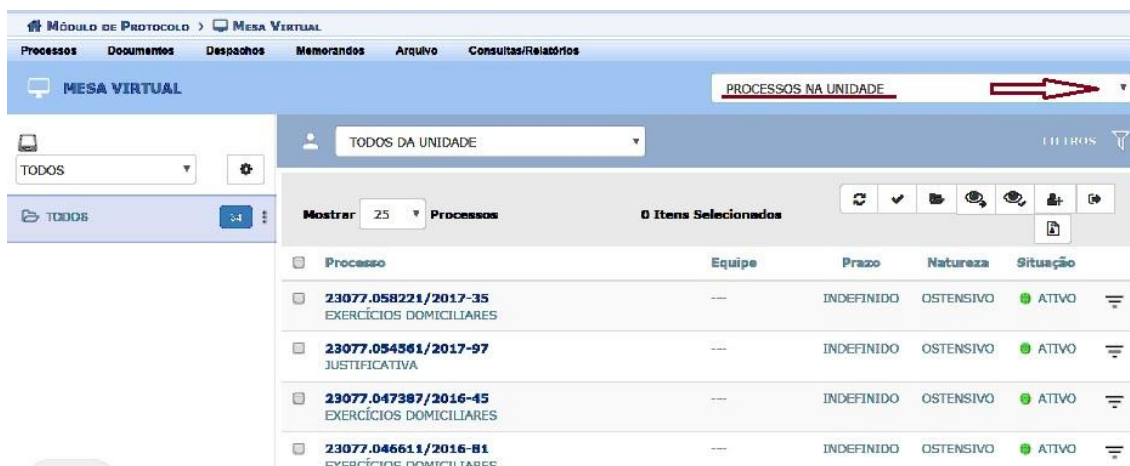 MÓDULO DE PROTOCOLO > MESA VIRTUAL
Processos Documentos Despachos Memorandos Arquivo Consultas/Relatórios
MESA VIRTUAL
PROCESSOS NA UNIDADE
TODOS
TODOS DA UNIDADE
FILTROS
TODOS 34
Mostrar 25 Processos 0 Itens Selecionados
Processo Equipe Prazo Natureza Situação
23077.058221/2017-35 --- INDEFINIDO OSTENSIVO ATIVO
EXERCÍCIOS DOMICILIARES
23077.054561/2017-97 --- INDEFINIDO OSTENSIVO ATIVO
JUSTIFICATIVA
23077.047387/2016-45 --- INDEFINIDO OSTENSIVO ATIVO
EXERCÍCIOS DOMICILIARES
23077.046611/2016-81 --- INDEFINIDO OSTENSIVO ATIVO
EXERCÍCIOS DOMICILIARES